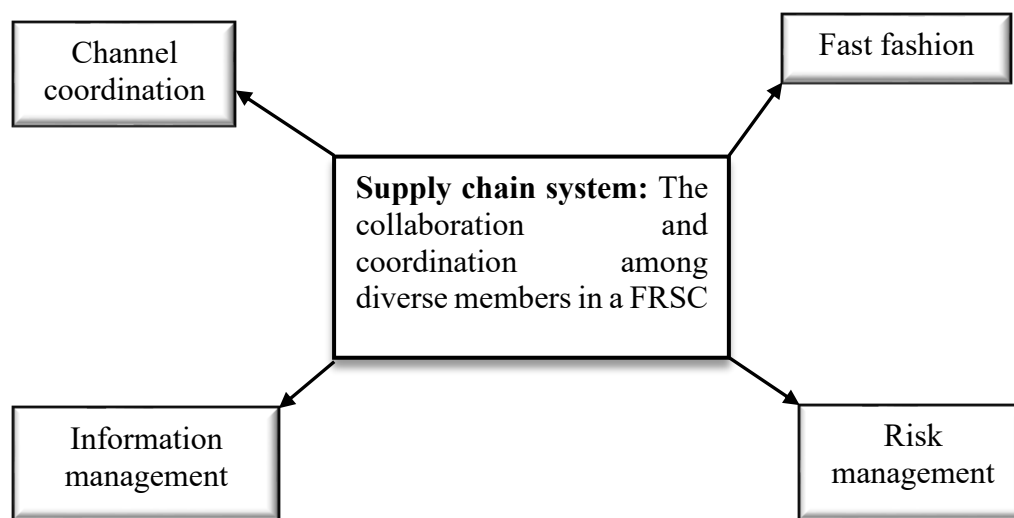 Channel
coordination
Fast fashion
Supply chain system: The
collaboration and
coordination among
diverse members in a FRSC
Information
management
Risk
management